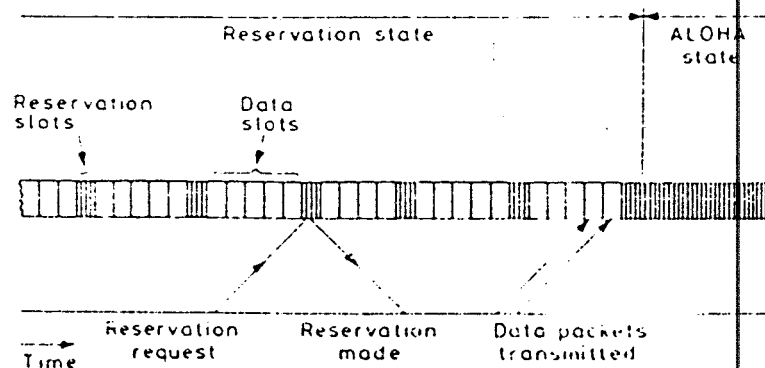 Reservation state
ALOHA
state
Reservation
slots
Data
slots
Reservation
request
Reservation
made
Data packets
transmitted
Time